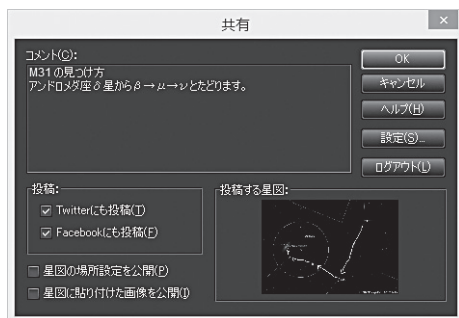 共有
コメント(C):
M31の見つけ方
アンドロメダ座δ星からβ→μ→νとたどります。
OK
キャンセル
ヘルプ(H)
設定(S)...
ログアウト(L)
投稿:
Twitterにも投稿(T)
Facebookにも投稿(F)
星図の場所設定を公開(P)
星図に貼り付けた画像を公開(I)
投稿する星図: